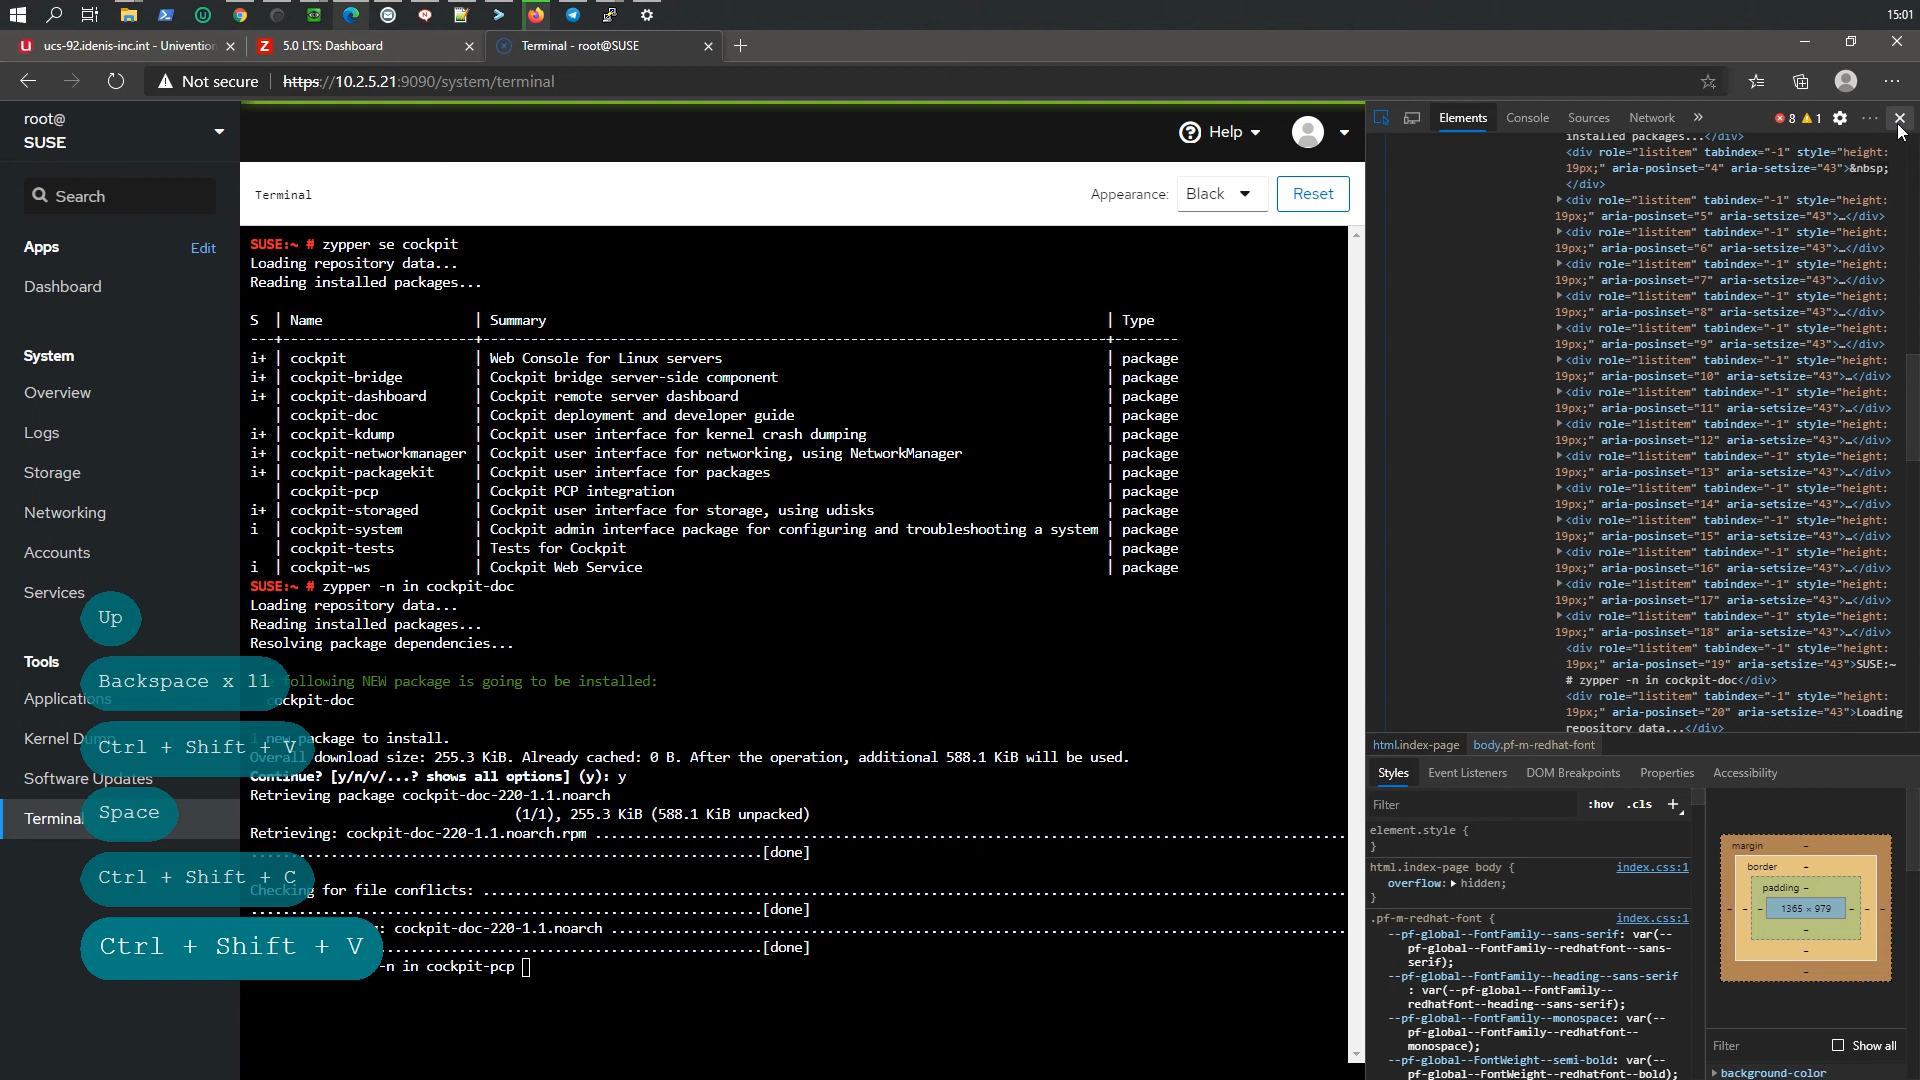 15:01
ucs-92.idenis-inc.int - Univention
5.0 LTS: Dashboard
Terminal - root@SUSE
Not secure
https://10.2.5.21:9090/system/terminal
root@
SUSE
Search
Apps
Edit
Dashboard
System
Overview
Logs
Storage
Networking
Accounts
Services
Tools
Applications
Kernel Dump
Software Updates
Terminal
Up
Backspace x 11
Ctrl + Shift + V
Space
Ctrl + Shift + C
Ctrl + Shift + V
Help
Terminal
Appearance:
Black
Reset
SUSE:~ # zypper se cockpit
Loading repository data...
Reading installed packages...
S | Name | Summary | Type
---+------------------------+-------------------------------------------------------------------------------+--------
i+ | cockpit | Web Console for Linux servers | package
i+ | cockpit-bridge | Cockpit bridge server-side component | package
i+ | cockpit-dashboard | Cockpit remote server dashboard | package
| cockpit-doc | Cockpit deployment and developer guide | package
i+ | cockpit-kdump | Cockpit user interface for kernel crash dumping | package
i+ | cockpit-networkmanager | Cockpit user interface for networking, using NetworkManager | package
i+ | cockpit-packagekit | Cockpit user interface for packages | package
| cockpit-pcp | Cockpit PCP integration | package
i+ | cockpit-storaged | Cockpit user interface for storage, using udisks | package
i | cockpit-system | Cockpit admin interface package for configuring and troubleshooting a system | package
| cockpit-tests | Tests for Cockpit | package
i | cockpit-ws | Cockpit Web Service | package
SUSE:~ # zypper -n in cockpit-doc
Loading repository data...
Reading installed packages...
Resolving package dependencies...
following NEW package is going to be installed:
cockpit-doc
new package to install.
Overall download size: 255.3 KiB. Already cached: 0 B. After the operation, additional 588.1 KiB will be used.
Continue? [y/n/v/...? shows all options] (y): y
Retrieving package cockpit-doc-220-1.1.noarch
(1/1), 255.3 KiB (588.1 KiB unpacked)
Retrieving: cockpit-doc-220-1.1.noarch.rpm ...
...[done]
Checking for file conflicts: ...
...[done]
: cockpit-doc-220-1.1.noarch ...
...[done]
-n in cockpit-pcp
Elements
Console
Sources
Network
8
1
installed packages...</div>
<div role="listitem" tabindex="-1" style="height:
19px;" aria-posinset="4" aria-setsize="43">&nbsp;
</div>
<div role="listitem" tabindex="-1" style="height:
19px;" aria-posinset="5" aria-setsize="43">…</div>
<div role="listitem" tabindex="-1" style="height:
19px;" aria-posinset="6" aria-setsize="43">…</div>
<div role="listitem" tabindex="-1" style="height:
19px;" aria-posinset="7" aria-setsize="43">…</div>
<div role="listitem" tabindex="-1" style="height:
19px;" aria-posinset="8" aria-setsize="43">…</div>
<div role="listitem" tabindex="-1" style="height:
19px;" aria-posinset="9" aria-setsize="43">…</div>
<div role="listitem" tabindex="-1" style="height:
19px;" aria-posinset="10" aria-setsize="43">…</div>
<div role="listitem" tabindex="-1" style="height:
19px;" aria-posinset="11" aria-setsize="43">…</div>
<div role="listitem" tabindex="-1" style="height:
19px;" aria-posinset="12" aria-setsize="43">…</div>
<div role="listitem" tabindex="-1" style="height:
19px;" aria-posinset="13" aria-setsize="43">…</div>
<div role="listitem" tabindex="-1" style="height:
19px;" aria-posinset="14" aria-setsize="43">…</div>
<div role="listitem" tabindex="-1" style="height:
19px;" aria-posinset="15" aria-setsize="43">…</div>
<div role="listitem" tabindex="-1" style="height:
19px;" aria-posinset="16" aria-setsize="43">…</div>
<div role="listitem" tabindex="-1" style="height:
19px;" aria-posinset="17" aria-setsize="43">…</div>
<div role="listitem" tabindex="-1" style="height:
19px;" aria-posinset="18" aria-setsize="43">…</div>
<div role="listitem" tabindex="-1" style="height:
19px;" aria-posinset="19" aria-setsize="43">SUSE:~
# zypper -n in cockpit-doc</div>
<div role="listitem" tabindex="-1" style="height:
19px;" aria-posinset="20" aria-setsize="43">Loading
repository data...</div>
html.index-page
body.pf-m-redhat-font
Styles
Event Listeners
DOM Breakpoints
Properties
Accessibility
Filter
:hov
.cls
+
element.style {
}
html.index-page body {
index.css:1
overflow: hidden;
}
.pf-m-redhat-font {
index.css:1
--pf-global--FontFamily--sans-serif: var(--
pf-global--FontFamily--redhatfont--sans-
serif);
--pf-global--FontFamily--heading--sans-serif
: var(--pf-global--FontFamily--
redhatfont--heading--sans-serif);
--pf-global--FontFamily--monospace: var(--
pf-global--FontFamily--redhatfont--
monospace);
--pf-global--FontWeight--semi-bold: var(--
pf-global--FontWeight--redhatfont--bold);
margin
border
padding
1365 × 979
Filter
Show all
background-color